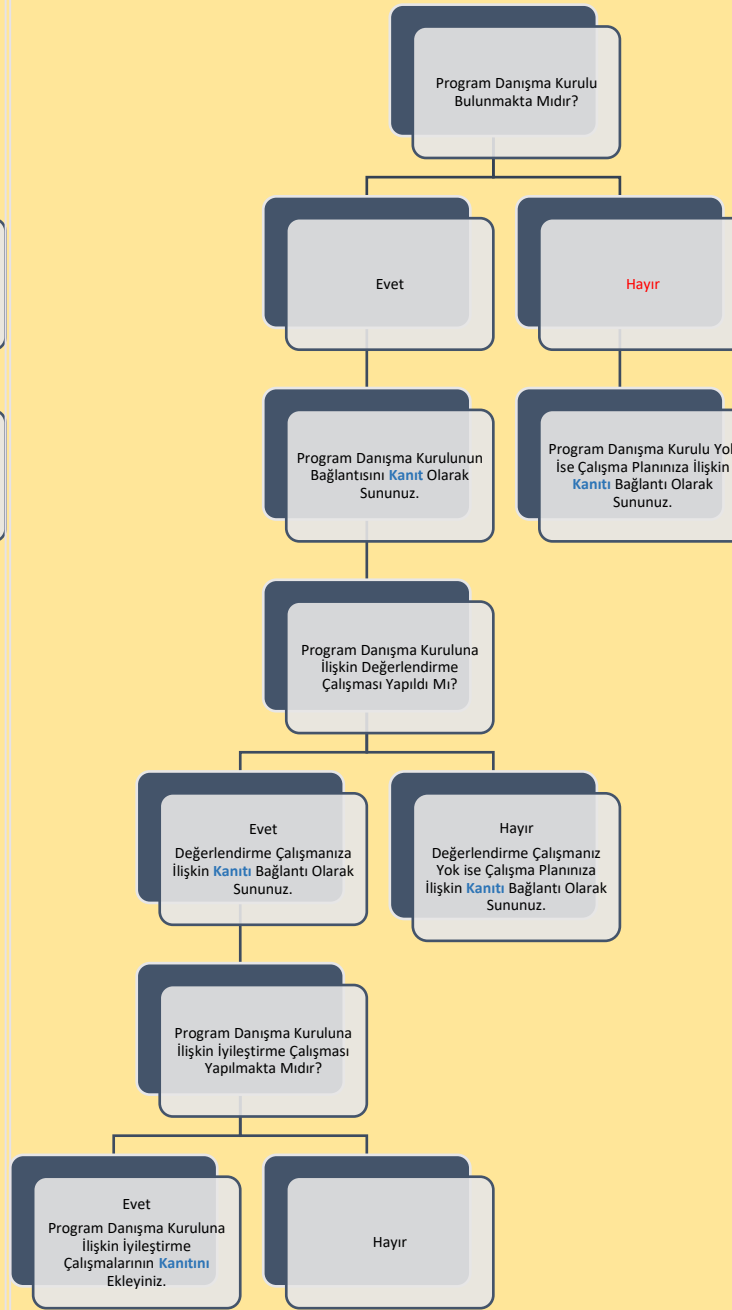 Program Danışma Kurulu
Bulunmakta Mıdır?
Evet
Hayır
Program Danışma Kurulunun
Bağlantısını Kanıt Olarak
Sununuz.
Program Danışma Kurulu Yok
İse Çalışma Planınıza İlişkin
Kanıtı Bağlantı Olarak
Sununuz.
Program Danışma Kuruluna
İlişkin Değerlendirme
Çalışması Yapıldı Mı?
Evet
Değerlendirme Çalışmanıza
İlişkin Kanıtı Bağlantı Olarak
Sununuz.
Hayır
Değerlendirme Çalışmanız
Yok ise Çalışma Planınıza
İlişkin Kanıtı Bağlantı Olarak
Sununuz.
Program Danışma Kuruluna
İlişkin İyileştirme Çalışması
Yapılmakta Mıdır?
Evet
Program Danışma Kuruluna
İlişkin İyileştirme
Çalışmalarının Kanıtını
Ekleyiniz.
Hayır